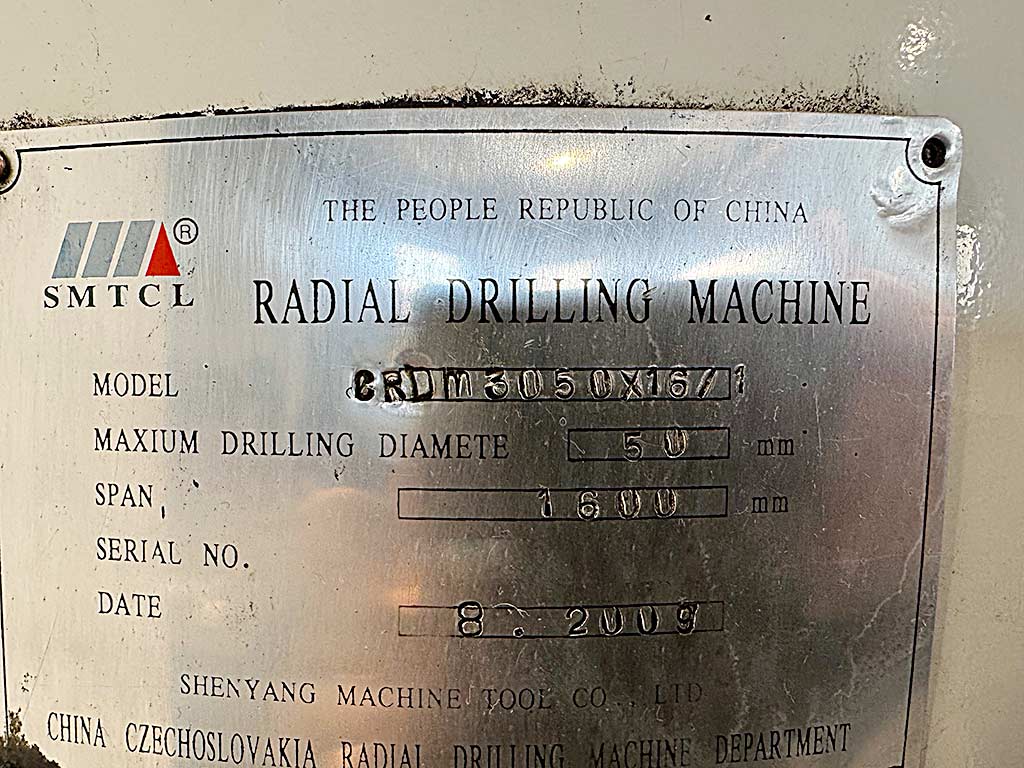 THE PEOPLE REPUBLIC OF CHINA
®
SMTCL
RADIAL DRILLING MACHINE
MODEL CRDM3050X16/1
MAXIUM DRILLING DIAMETE 50 mm
SPAN 1600 mm
SERIAL NO.
DATE 8.2009
SHENYANG MACHINE TOOL CO., LTD
CHINA CZECHOSLOVAKIA RADIAL DRILLING MACHINE DEPARTMENT